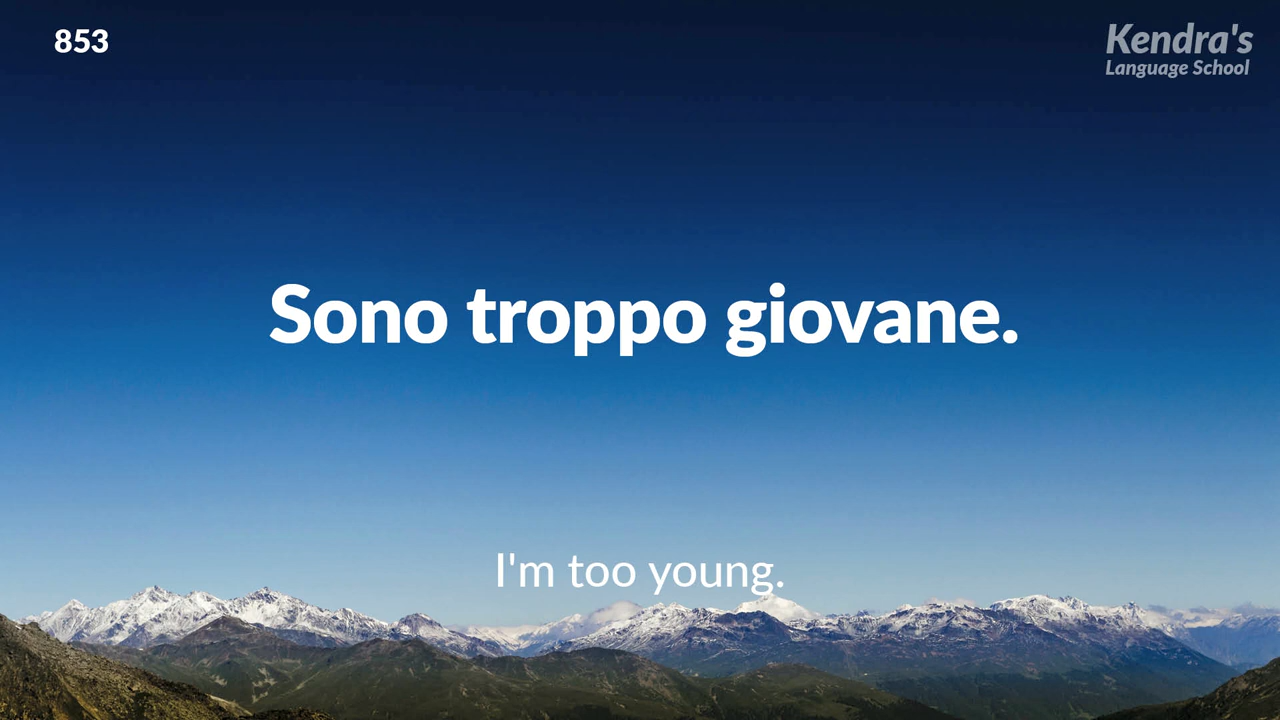 853
Kendra's
Language School
Sono troppo giovane.
I'm too young.